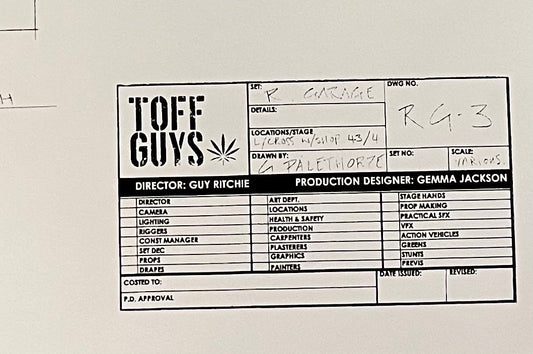 H
TOFF
GUYS
SET: R. GARAGE
DETAILS:
LOCATIONS/STAGE
L/CROSS W/SHOP 43/4
DRAWN BY: G PALETHORPE
DWG NO.
RG-3
SET NO:
SCALE: VARIOUS.
DIRECTOR: GUY RITCHIE PRODUCTION DESIGNER: GEMMA JACKSON
DIRECTOR
CAMERA
LIGHTING
RIGGERS
CONST MANAGER
SET DEC
PROPS
DRAPES
ART DEPT.
LOCATIONS
HEALTH & SAFETY
PRODUCTION
CARPENTERS
PLASTERERS
GRAPHICS
PAINTERS
STAGE HANDS
PROP MAKING
PRACTICAL SFX
VFX
ACTION VEHICLES
GREENS
STUNTS
PREVIS
COSTED TO:
P.D. APPROVAL
DATE ISSUED:
REVISED: